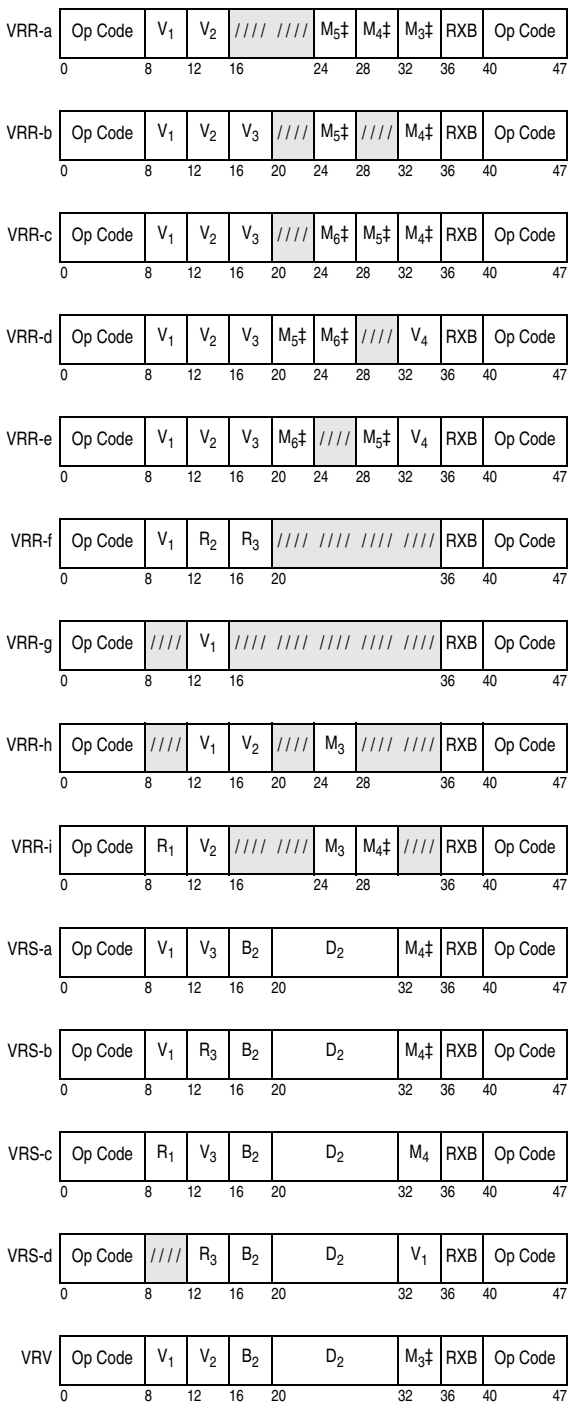 VRR-a Op Code V1 V2 //// //// M5‡ M4‡ M3‡ RXB Op Code
0 8 12 16 24 28 32 36 40 47
VRR-b Op Code V1 V2 V3 //// M5‡ //// M4‡ RXB Op Code
0 8 12 16 20 24 28 32 36 40 47
VRR-c Op Code V1 V2 V3 //// M6‡ M5‡ M4‡ RXB Op Code
0 8 12 16 20 24 28 32 36 40 47
VRR-d Op Code V1 V2 V3 M5‡ M6‡ //// V4 RXB Op Code
0 8 12 16 20 24 28 32 36 40 47
VRR-e Op Code V1 V2 V3 M6‡ //// M5‡ V4 RXB Op Code
0 8 12 16 20 24 28 32 36 40 47
VRR-f Op Code V1 R2 R3 //// //// //// //// RXB Op Code
0 8 12 16 20 36 40 47
VRR-g Op Code //// V1 //// //// //// //// //// RXB Op Code
0 8 12 16 36 40 47
VRR-h Op Code //// V1 V2 //// M3 //// //// RXB Op Code
0 8 12 16 20 24 28 36 40 47
VRR-i Op Code R1 V2 //// //// M3 M4‡ //// RXB Op Code
0 8 12 16 24 28 36 40 47
VRS-a Op Code V1 V3 B2 D2 M4‡ RXB Op Code
0 8 12 16 20 32 36 40 47
VRS-b Op Code V1 R3 B2 D2 M4‡ RXB Op Code
0 8 12 16 20 32 36 40 47
VRS-c Op Code R1 V3 B2 D2 M4 RXB Op Code
0 8 12 16 20 32 36 40 47
VRS-d Op Code //// R3 B2 D2 V1 RXB Op Code
0 8 12 16 20 32 36 40 47
VRV Op Code V1 V2 B2 D2 M3‡ RXB Op Code
0 8 12 16 20 32 36 40 47